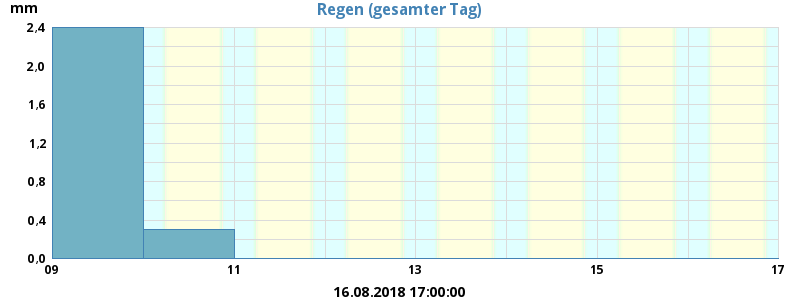 Regen (gesamter Tag)
mm
2,4
2,0
1,6
1,2
0,8
0,4
0,0
09 11 13 15 17
16.08.2018 17:00:00